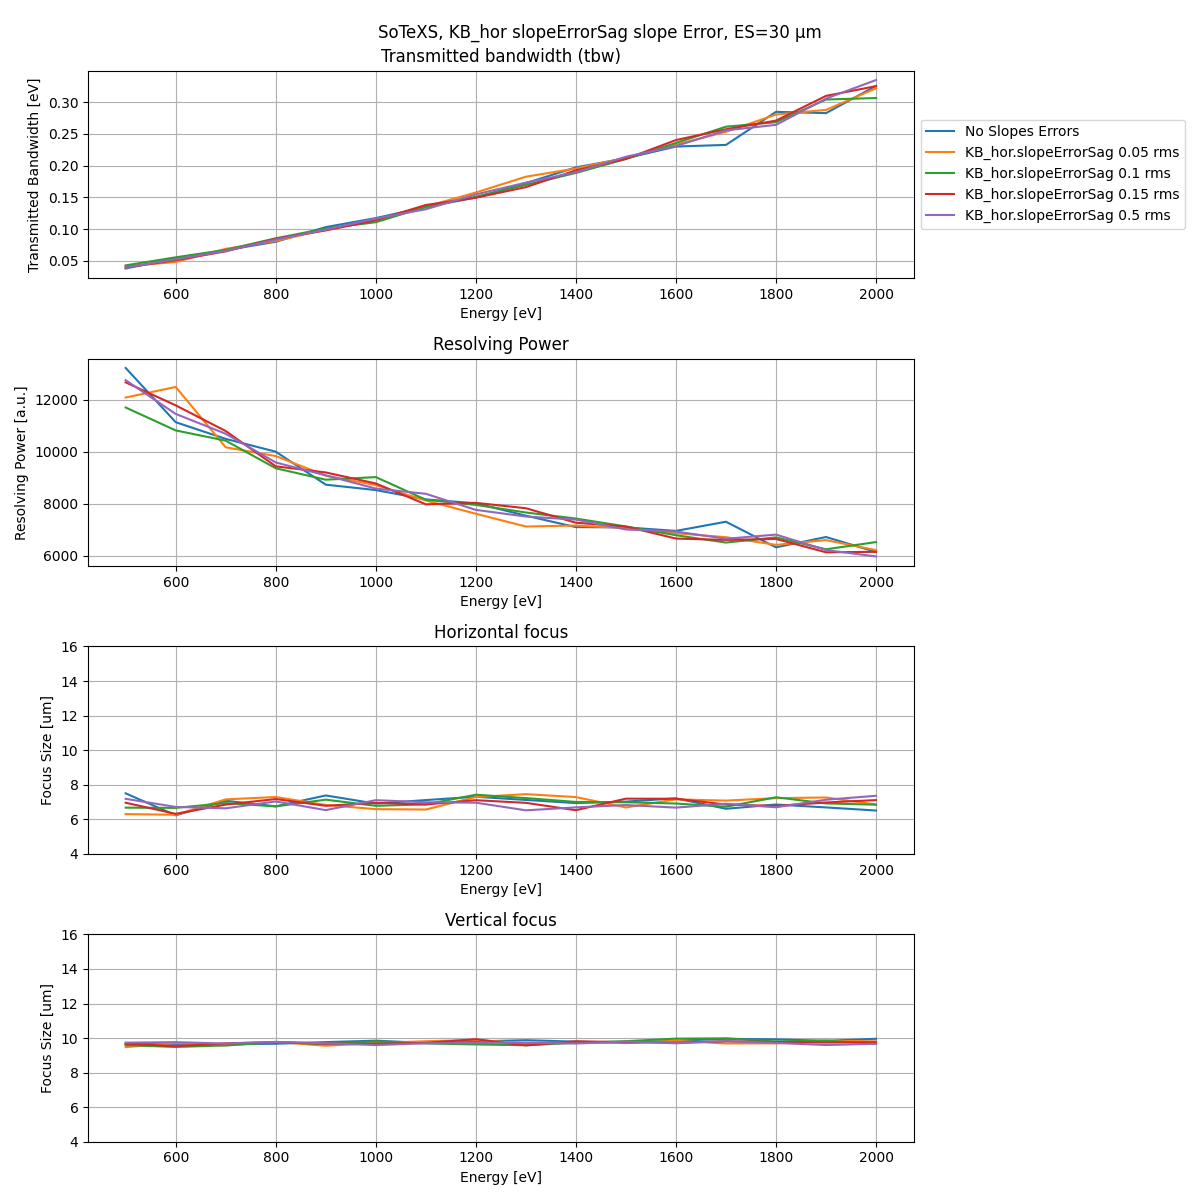 SoTeXS, KB_hor slopeErrorSag slope Error, ES=30 μm
Transmitted bandwidth (tbw)
Transmitted Bandwidth [eV]
0.30
0.25
0.20
0.15
0.10
0.05
600 800 1000 1200 1400 1600 1800 2000
Energy [eV]
No Slopes Errors
KB_hor.slopeErrorSag 0.05 rms
KB_hor.slopeErrorSag 0.1 rms
KB_hor.slopeErrorSag 0.15 rms
KB_hor.slopeErrorSag 0.5 rms
Resolving Power
Resolving Power [a.u.]
12000
10000
8000
6000
600 800 1000 1200 1400 1600 1800 2000
Energy [eV]
Horizontal focus
Focus Size [um]
16
14
12
10
8
6
4
600 800 1000 1200 1400 1600 1800 2000
Energy [eV]
Vertical focus
Focus Size [um]
16
14
12
10
8
6
4
600 800 1000 1200 1400 1600 1800 2000
Energy [eV]